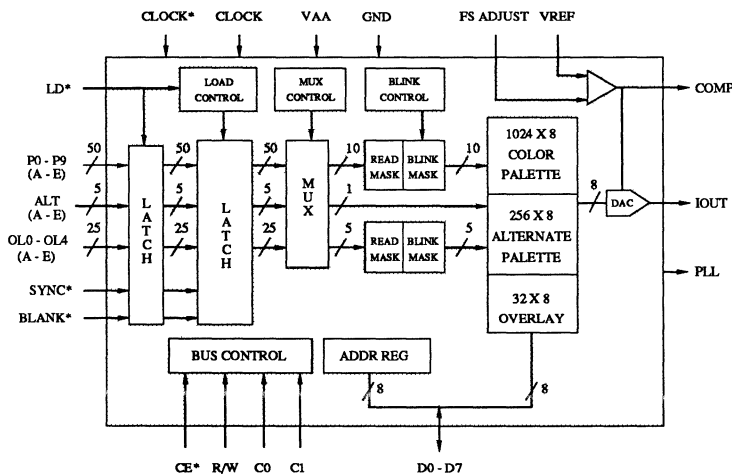 CLOCK* CLOCK VAA GND FS ADJUST VREF
LD*
LOAD CONTROL
MUX CONTROL
BLINK CONTROL
COMP
P0 - P9
(A - E)
50
50
50
10
READ MASK
BLINK MASK
10
1024 X 8
COLOR
PALETTE
ALT
(A - E)
5
5
5
1
LATCH
LATCH
MUX
8
DAC
IOUT
256 X 8
ALTERNATE
PALETTE
OL0 - OL4
(A - E)
25
25
25
5
READ MASK
BLINK MASK
5
PLL
SYNC*
BLANK*
32 X 8
OVERLAY
BUS CONTROL
ADDR REG
8
8
CE* R/W C0 C1 D0 - D7